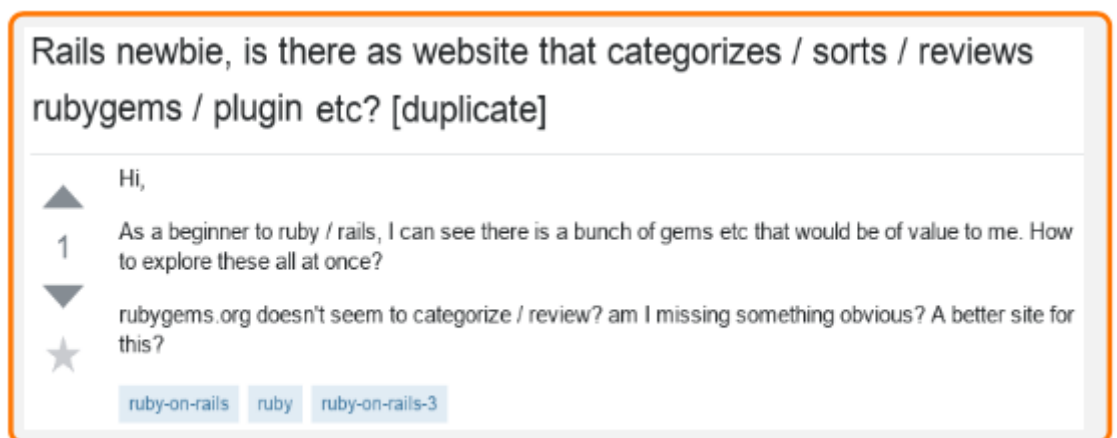 Rails newbie, is there as website that categorizes / sorts / reviews
rubygems / plugin etc? [duplicate]
Hi,
1
As a beginner to ruby / rails, I can see there is a bunch of gems etc that would be of value to me. How
to explore these all at once?
rubygems.org doesn't seem to categorize / review? am I missing something obvious? A better site for
this?
ruby-on-rails ruby ruby-on-rails-3